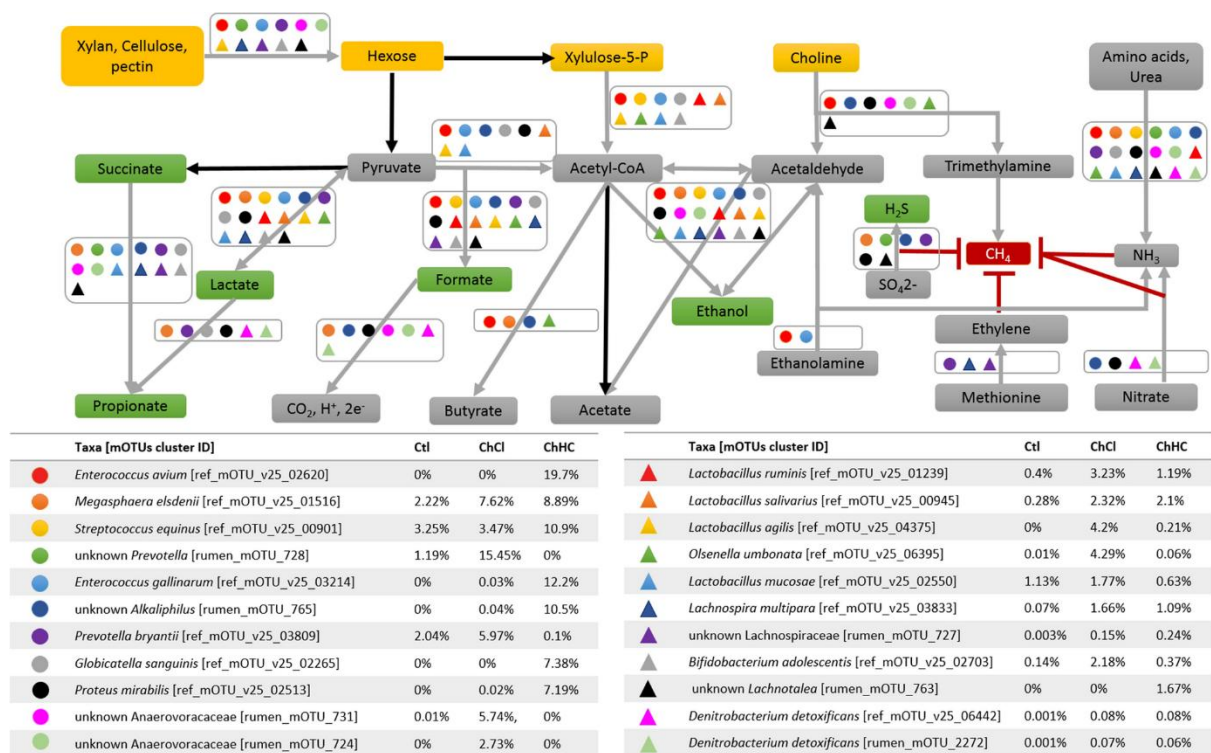 Xylan, Cellulose,
pectin
Hexose
Xylulose-5-P
Choline
Amino acids,
Urea
Succinate
Pyruvate
Acetyl-CoA
Acetaldehyde
Trimethylamine
H2S
CH4
NH3
SO42-
Lactate
Formate
Ethanol
Ethylene
Ethanolamine
Propionate
CO2, H+, 2e-
Butyrate
Acetate
Methionine
Nitrate
Taxa [mOTUs cluster ID] Ctl ChCl ChHC
Enterococcus avium [ref_mOTU_v25_02620] 0% 0% 19.7%
Megasphaera elsdenii [ref_mOTU_v25_01516] 2.22% 7.62% 8.89%
Streptococcus equinus [ref_mOTU_v25_00901] 3.25% 3.47% 10.9%
unknown Prevotella [rumen_mOTU_728] 1.19% 15.45% 0%
Enterococcus gallinarum [ref_mOTU_v25_03214] 0% 0.03% 12.2%
unknown Alkaliphilus [rumen_mOTU_765] 0% 0.04% 10.5%
Prevotella bryantii [ref_mOTU_v25_03809] 2.04% 5.97% 0.1%
Globicatella sanguinis [ref_mOTU_v25_02265] 0% 0% 7.38%
Proteus mirabilis [ref_mOTU_v25_02513] 0% 0.02% 7.19%
unknown Anaerovoracaceae [rumen_mOTU_731] 0.01% 5.74%, 0%
unknown Anaerovoracaceae [rumen_mOTU_724] 0% 2.73% 0%
Taxa [mOTUs cluster ID] Ctl ChCl ChHC
Lactobacillus ruminis [ref_mOTU_v25_01239] 0.4% 3.23% 1.19%
Lactobacillus salivarius [ref_mOTU_v25_00945] 0.28% 2.32% 2.1%
Lactobacillus agilis [ref_mOTU_v25_04375] 0% 4.2% 0.21%
Olsenella umbonata [ref_mOTU_v25_06395] 0.01% 4.29% 0.06%
Lactobacillus mucosae [ref_mOTU_v25_02550] 1.13% 1.77% 0.63%
Lachnospira multipara [ref_mOTU_v25_03833] 0.07% 1.66% 1.09%
unknown Lachnospiraceae [rumen_mOTU_727] 0.003% 0.15% 0.24%
Bifidobacterium adolescentis [ref_mOTU_v25_02703] 0.14% 2.18% 0.37%
unknown Lachnotalea [rumen_mOTU_763] 0% 0% 1.67%
Denitrobacterium detoxificans [ref_mOTU_v25_06442] 0.001% 0.08% 0.08%
Denitrobacterium detoxificans [rumen_mOTU_2272] 0.001% 0.07% 0.06%